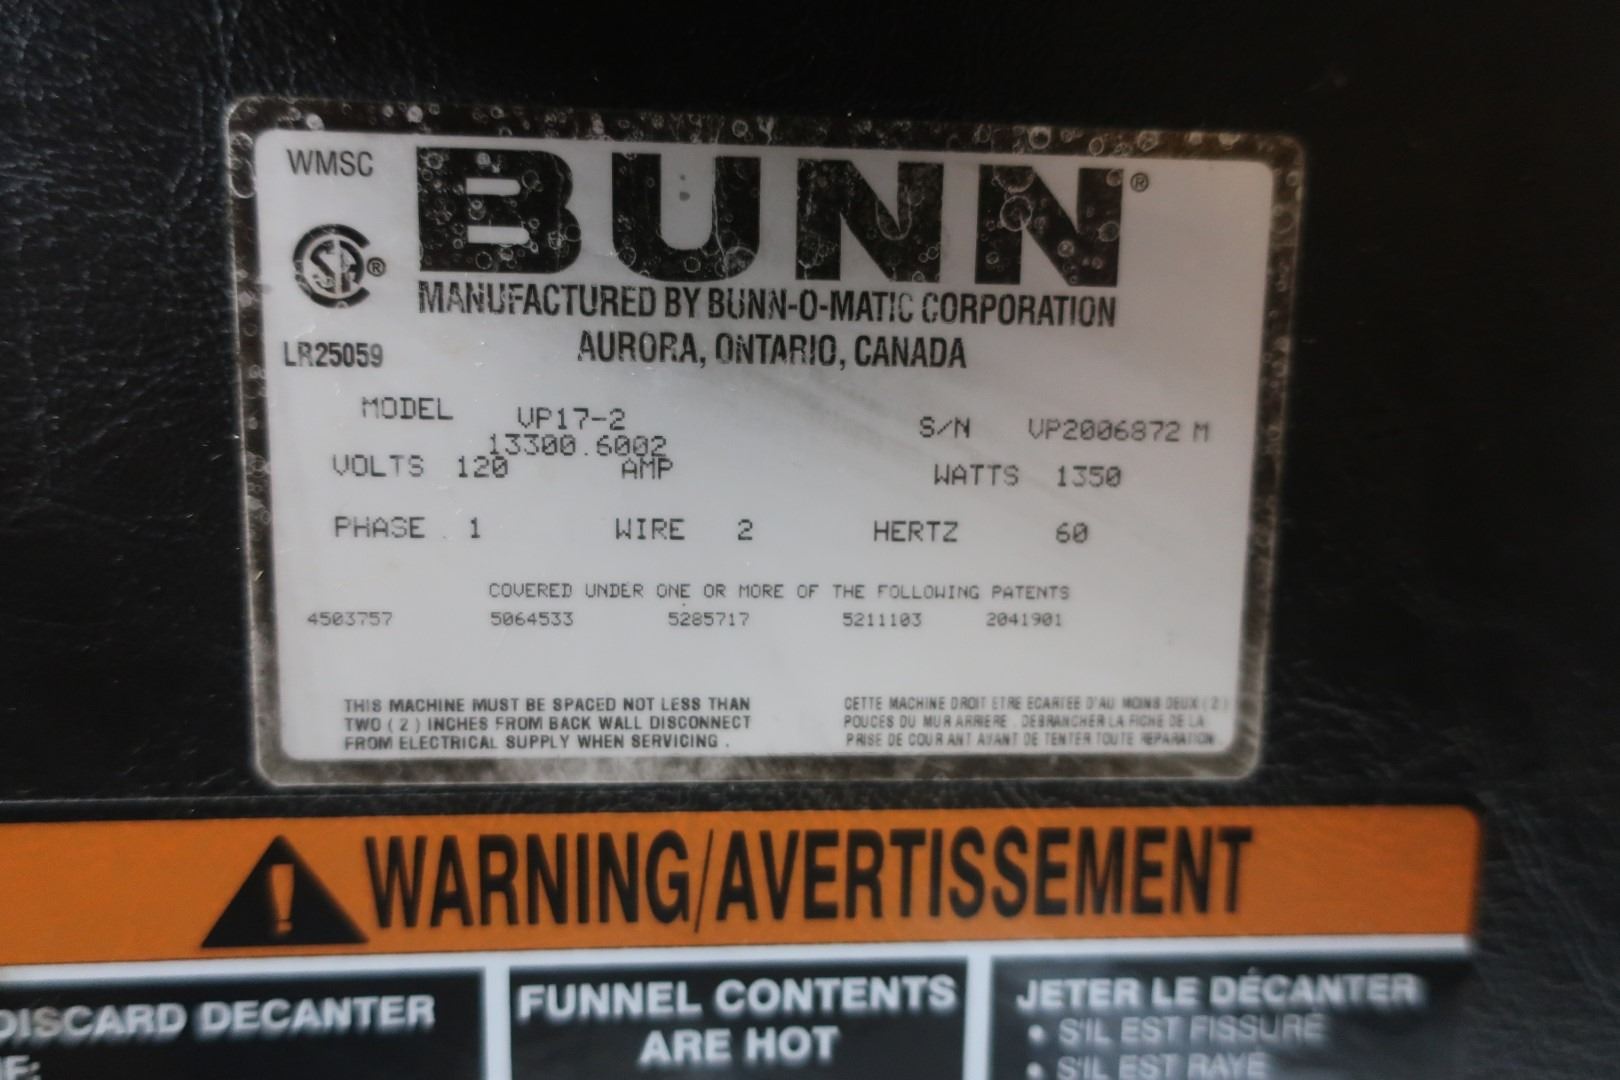 WMSC
BUNN®
®
MANUFACTURED BY BUNN-O-MATIC CORPORATION
LR25059
AURORA, ONTARIO, CANADA
MODEL VP17-2 S/N VP2006872 M
13300.6002
VOLTS 120 AMP WATTS 1350
PHASE 1 WIRE 2 HERTZ 60
COVERED UNDER ONE OR MORE OF THE FOLLOWING PATENTS
4503757 5064533 5285717 5211103 2041901
THIS MACHINE MUST BE SPACED NOT LESS THAN
TWO (2) INCHES FROM BACK WALL DISCONNECT
FROM ELECTRICAL SUPPLY WHEN SERVICING .
CETTE MACHINE DROIT ETRE ECARTEE D'AU MOINS DEUX (2)
POUCES DU MUR ARRIERE . DEBRANCHER LA FICHE DE LA
PRISE DE COURANT AVANT DE TENTER TOUTE REPARATION
WARNING/AVERTISSEMENT
DISCARD DECANTER
IF:
FUNNEL CONTENTS
ARE HOT
JETER LE DÉCANTER
• S'IL EST FISSURÉ
• S'IL EST RAYÉ